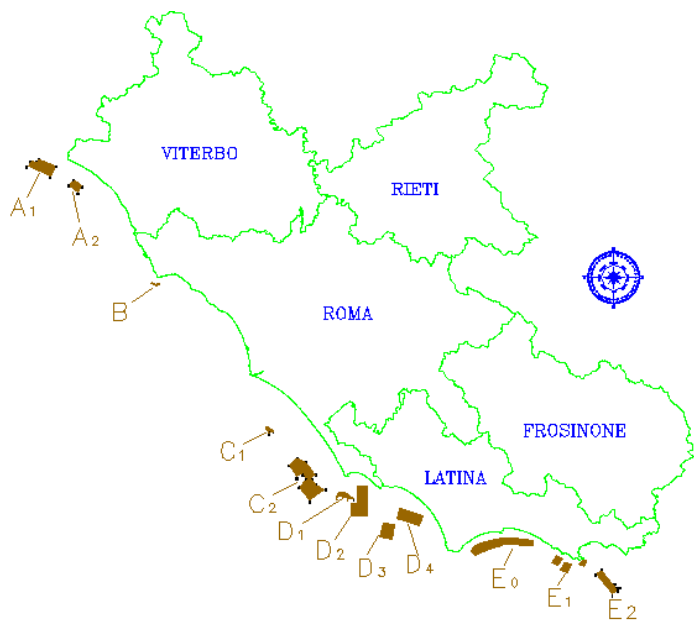 VITERBO
RIETI
A1
A2
B
ROMA
FROSINONE
C1
LATINA
C2
D1
D2
D3
D4
E0
E1
E2